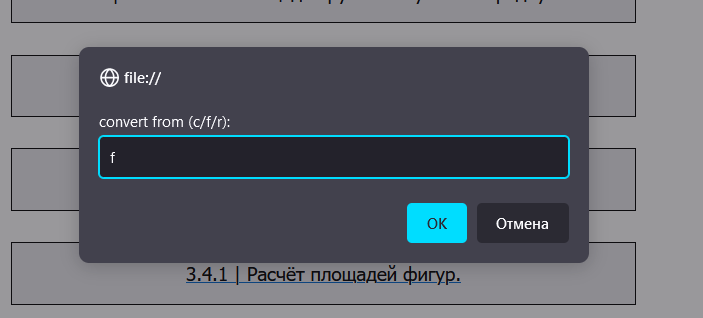 file://
convert from (c/f/r):
f
OK
Отмена
3.4.1 | Расчёт площадей фигур.